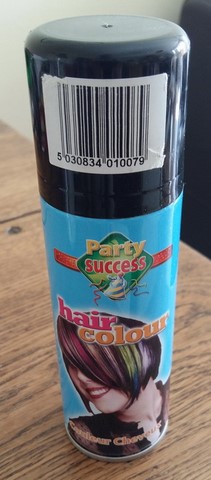 5 030834 010079
Party
success
hair
colour
Couleur Cheveux